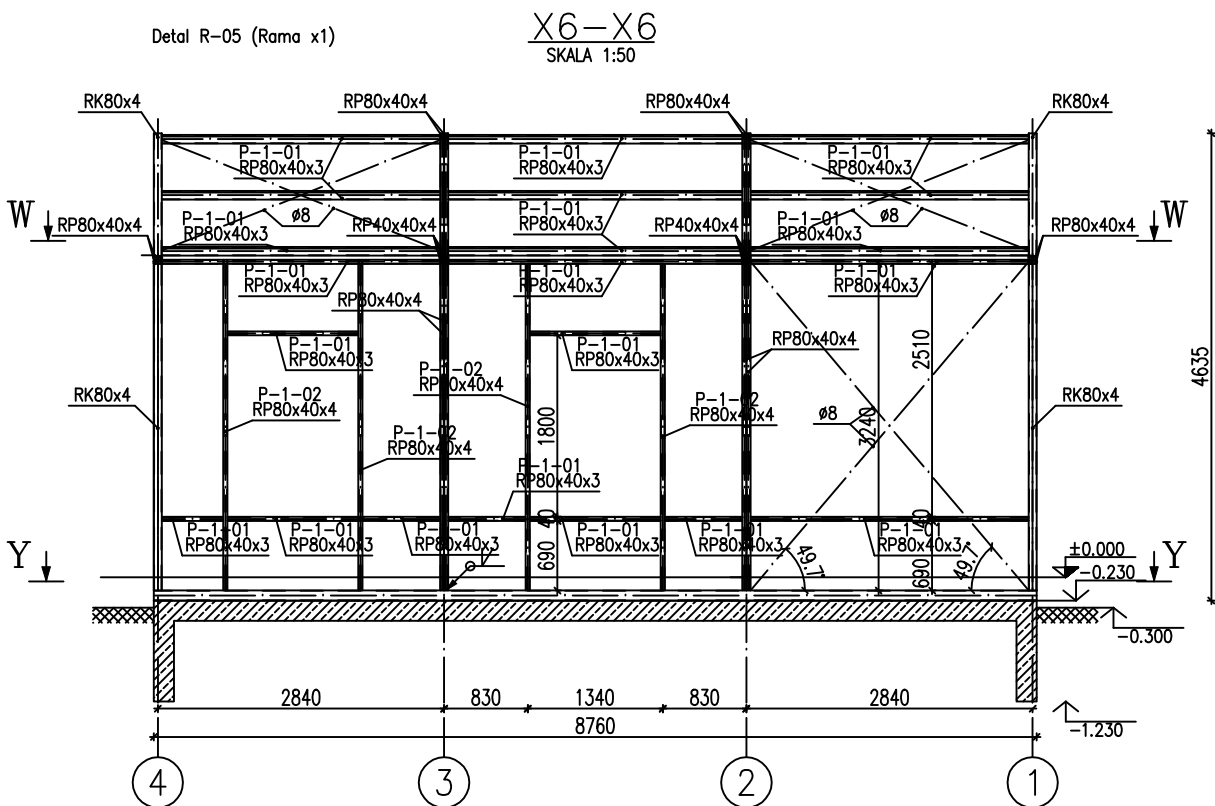 Detal R-05 (Rama x1)
X6-X6
SKALA 1:50
RK80x4
RP80x40x4
RP80x40x4
RK80x4
P-1-01
RP80x40x3
P-1-01
RP80x40x3
P-1-01
RP80x40x3
W
RP80x40x4
P-1-01
RP80x40x3
ø8
RP40x40x4
P-1-01
RP80x40x3
RP40x40x4
P-1-01
RP80x40x3
ø8
RP80x40x4
W
P-1-01
RP80x40x3
P-1-01
RP80x40x3
P-1-01
RP80x40x3
RP80x40x4
P-1-01
RP80x40x3
P-1-01
RP80x40x3
RP80x40x4
2510
4635
RK80x4
P-1-02
RP80x40x4
P-1-02
RP80x40x4
P-1-02
RP80x40x4
P-1-02
RP80x40x4
1800
ø8
3240
RK80x4
P-1-01
RP80x40x3
P-1-01
RP80x40x3
P-1-01
RP80x40x3
P-1-01
RP80x40x3
40
P-1-01
RP80x40x3
P-1-01
RP80x40x3
P-1-01
RP80x40x3
40
690
690
49.7°
49.7°
Y
±0.000
-0.230
Y
-0.300
2840
830
1340
830
2840
8760
-1.230
4
3
2
1